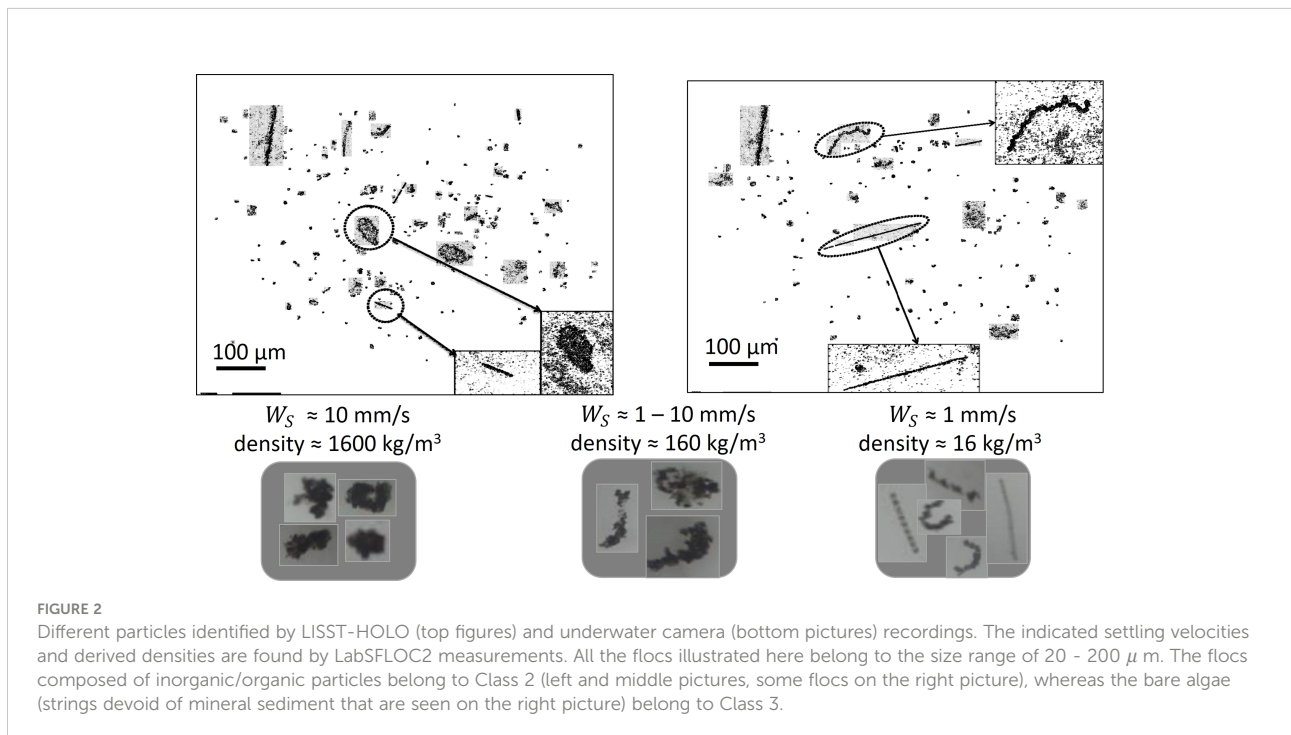 100 µm
100 µm
W_S ≈ 10 mm/s
density ≈ 1600 kg/m³
W_S ≈ 1 – 10 mm/s
density ≈ 160 kg/m³
W_S ≈ 1 mm/s
density ≈ 16 kg/m³
FIGURE 2
Different particles identified by LISST-HOLO (top figures) and underwater camera (bottom pictures) recordings. The indicated settling velocities
and derived densities are found by LabSFLOC2 measurements. All the flocs illustrated here belong to the size range of 20 - 200 µ m. The flocs
composed of inorganic/organic particles belong to Class 2 (left and middle pictures, some flocs on the right picture), whereas the bare algae
(strings devoid of mineral sediment that are seen on the right picture) belong to Class 3.